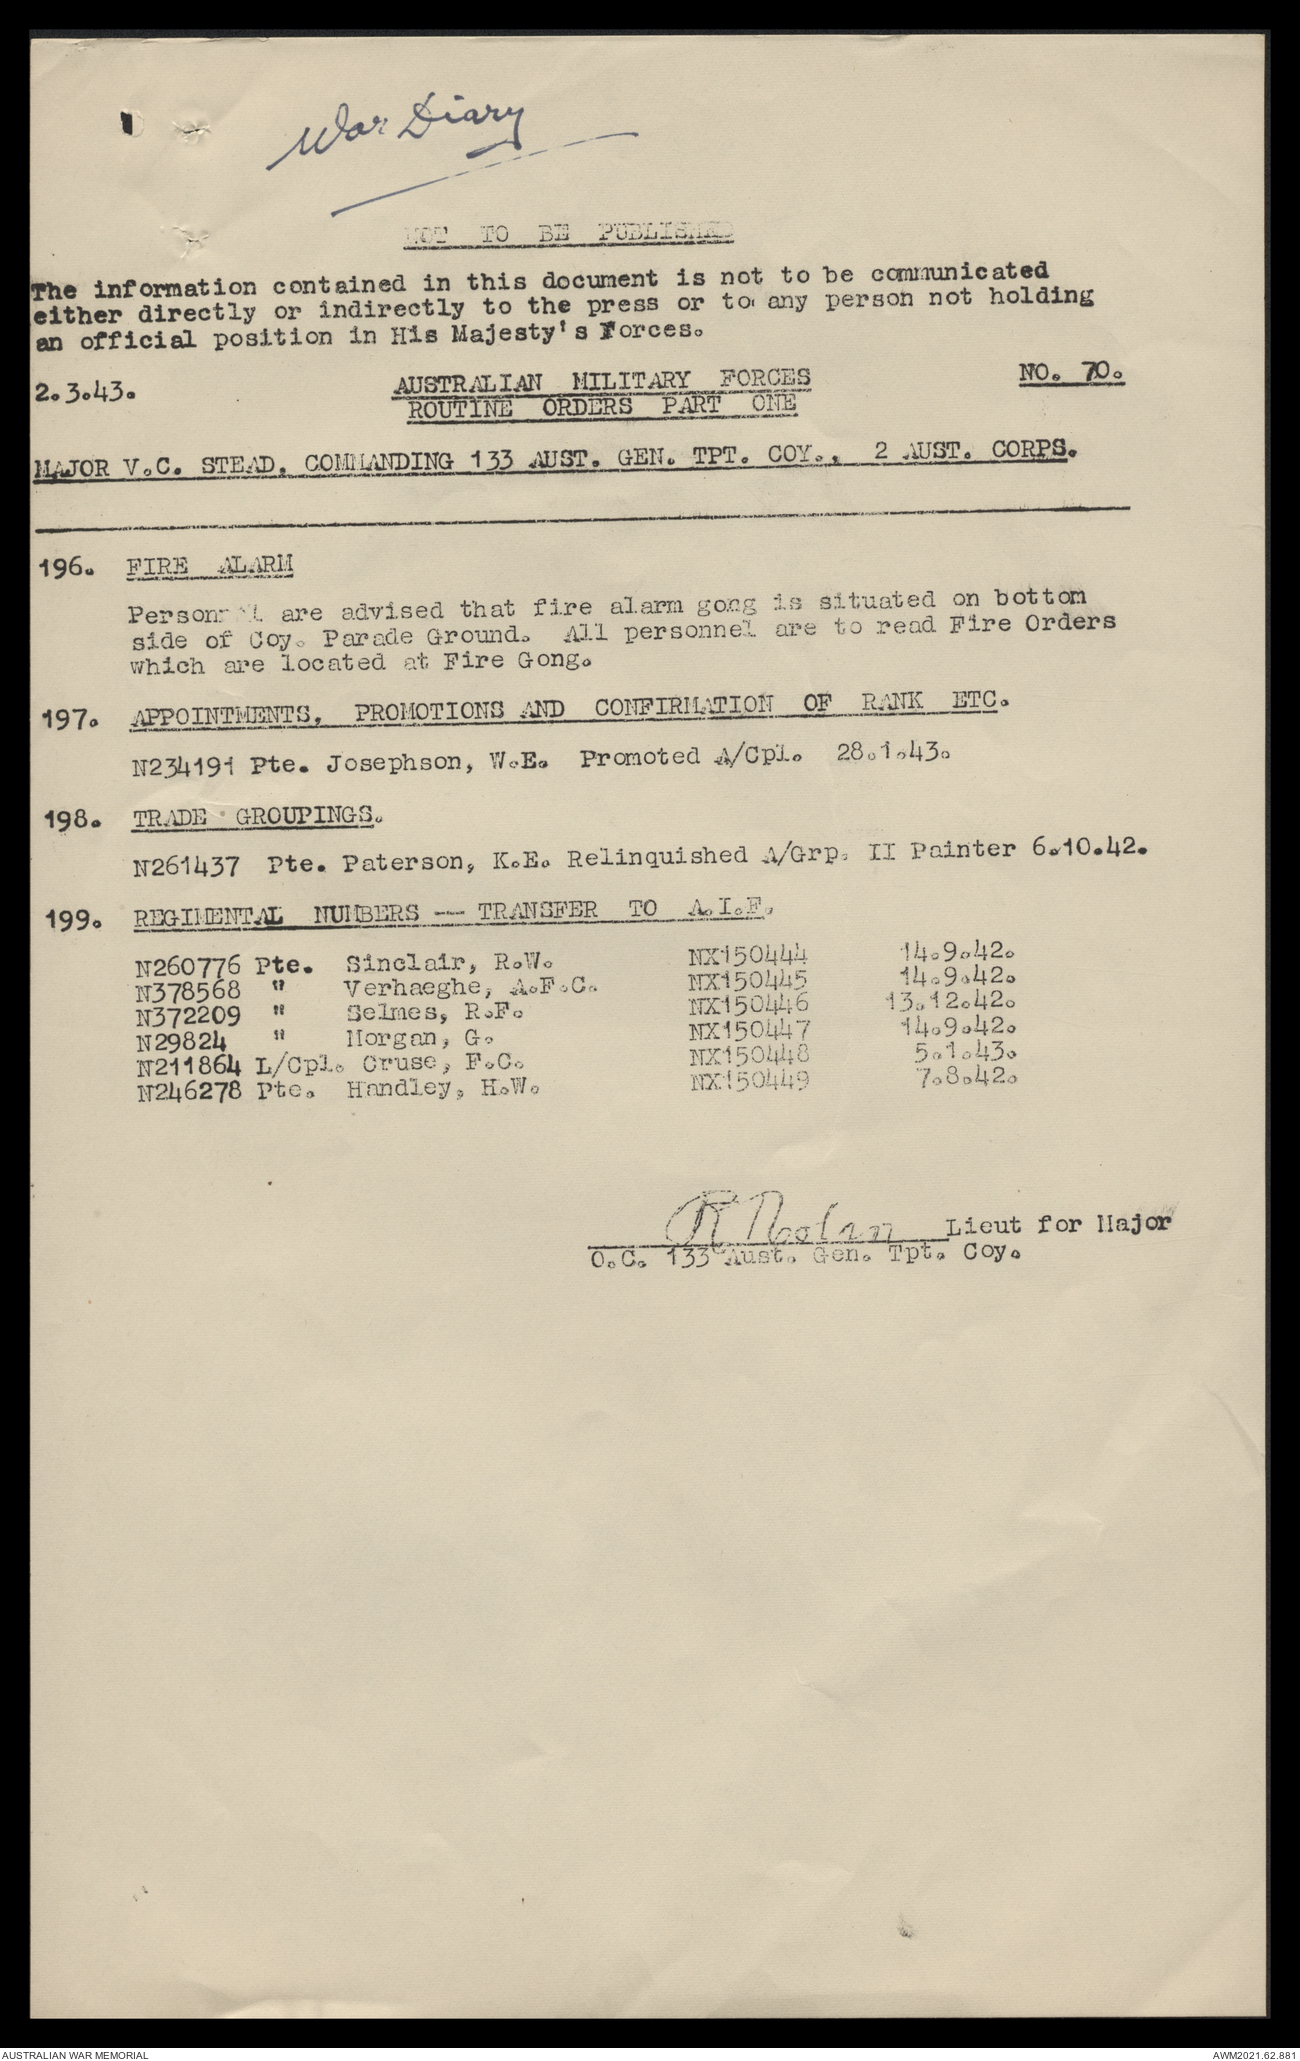 War Diary
NOT TO BE PUBLISHED
The information contained in this document is not to be communicated
either directly or indirectly to the press or to any person not holding
an official position in His Majesty's Forces.
2.3.43. AUSTRALIAN MILITARY FORCES NO. 70.
ROUTINE ORDERS PART ONE
MAJOR V.C. STEAD, COMMANDING 133 AUST. GEN. TPT. COY., 2 AUST. CORPS.
196. FIRE ALARM
Personnel are advised that fire alarm gong is situated on bottom
side of Coy. Parade Ground. All personnel are to read Fire Orders
which are located at Fire Gong.
197. APPOINTMENTS, PROMOTIONS AND CONFIRMATION OF RANK ETC.
N234191 Pte. Josephson, W.E. Promoted A/Cpl. 28.1.43.
198. TRADE GROUPINGS.
N261437 Pte. Paterson, K.E. Relinquished A/Grp. II Painter 6.10.42.
199. REGIMENTAL NUMBERS -- TRANSFER TO A.I.F.
N260776 Pte. Sinclair, R.W. NX150444 14.9.42.
N378568 " Verhaeghe, A.F.C. NX150445 14.9.42.
N372209 " Selmes, R.F. NX150446 13.12.42.
N29824 " Morgan, G. NX150447 14.9.42.
N211864 L/Cpl. Cruse, F.C. NX150448 5.1.43.
N246278 Pte. Handley, H.W. NX150449 7.8.42.
R Nolan Lieut for Major
O.C. 133 Aust. Gen. Tpt. Coy.
AUSTRALIAN WAR MEMORIAL AWM2021.62.881